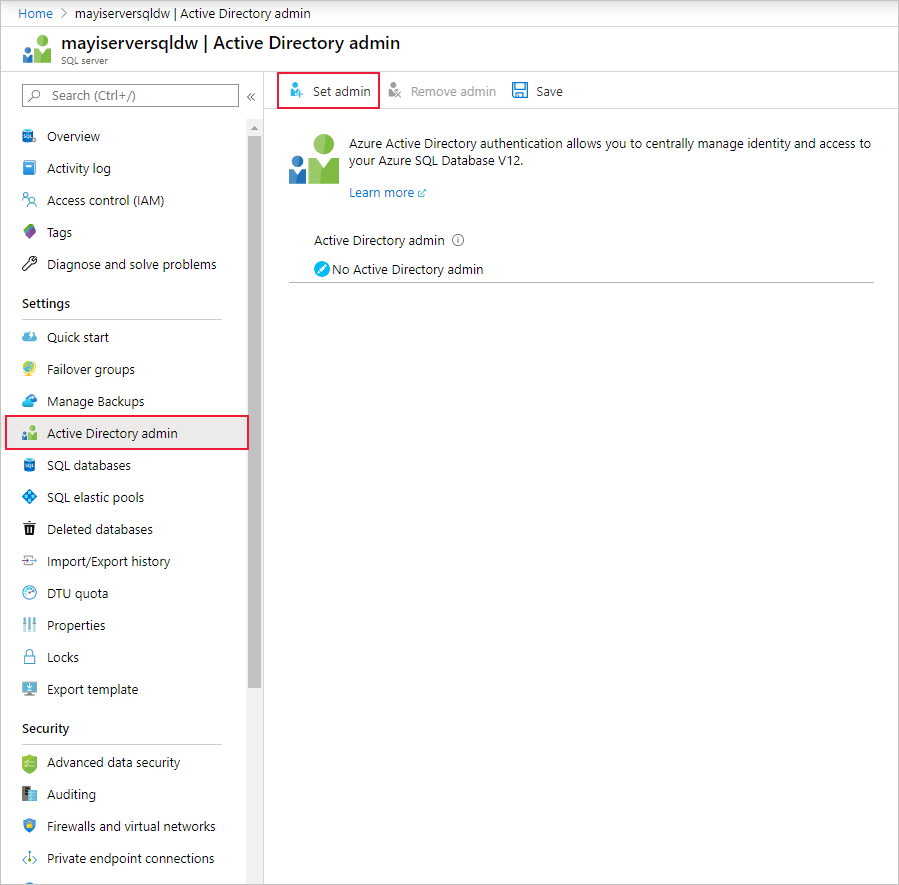 Home > mayiserversqldw | Active Directory admin
mayiserversqldw | Active Directory admin
SQL server
Search (Ctrl+/)
«
Overview
Activity log
Access control (IAM)
Tags
Diagnose and solve problems
Settings
Quick start
Failover groups
Manage Backups
Active Directory admin
SQL databases
SQL elastic pools
Deleted databases
Import/Export history
DTU quota
Properties
Locks
Export template
Security
Advanced data security
Auditing
Firewalls and virtual networks
Private endpoint connections
Set admin Remove admin Save
Azure Active Directory authentication allows you to centrally manage identity and access to
your Azure SQL Database V12.
Learn more
Active Directory admin
No Active Directory admin